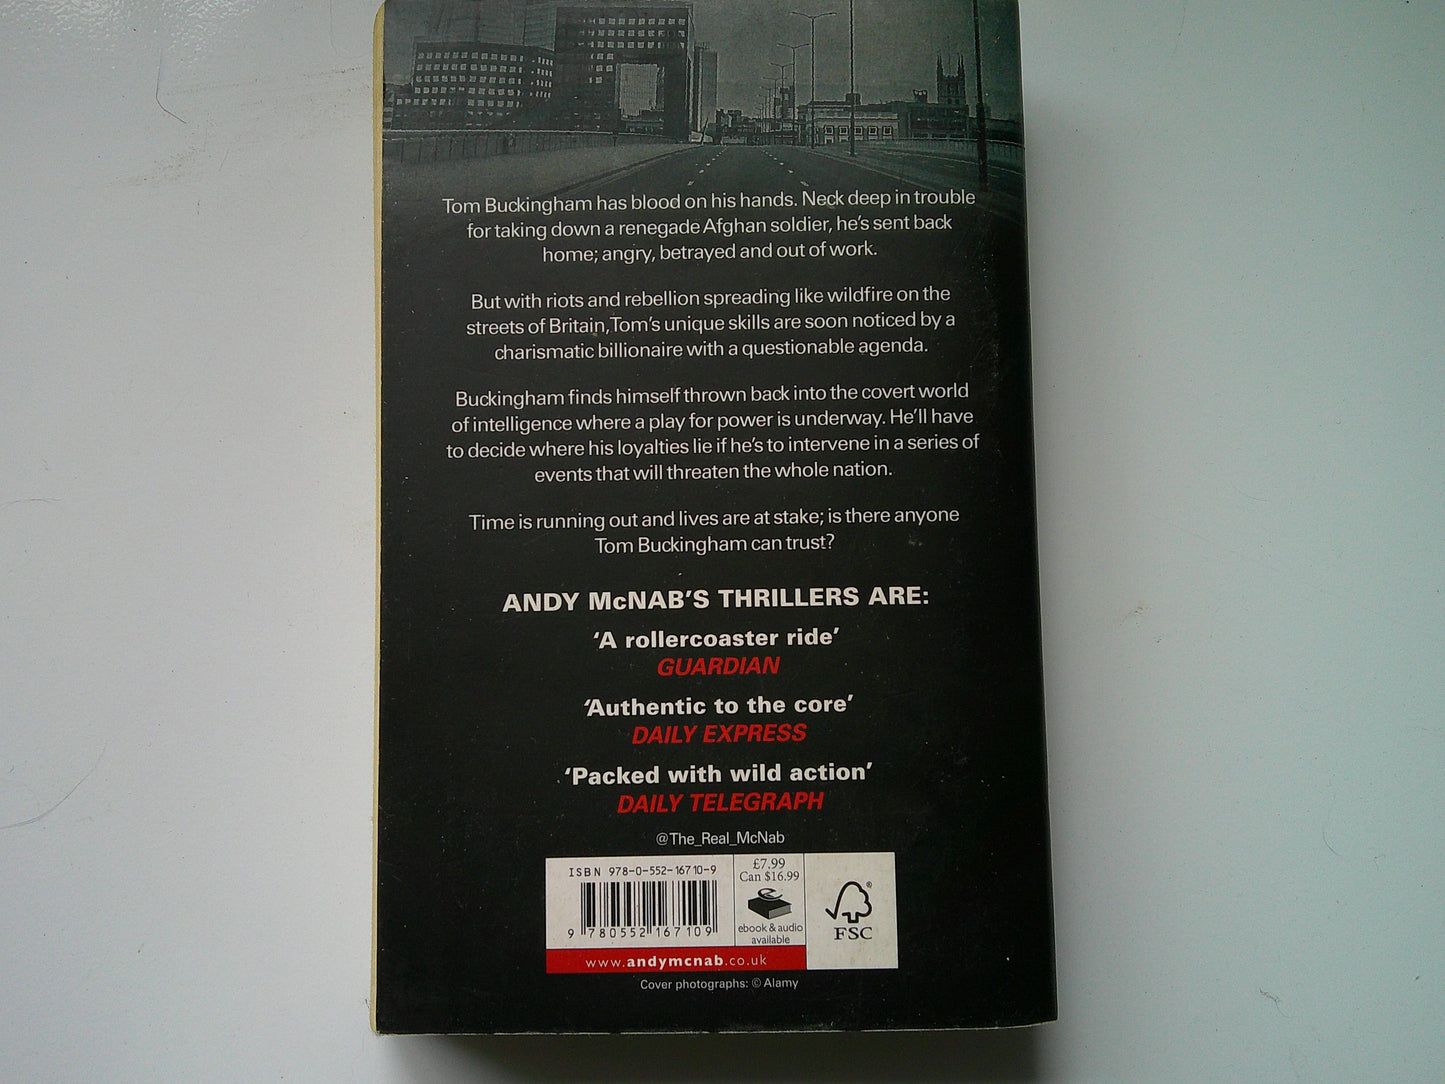 Tom Buckingham has blood on his hands. Neck deep in trouble
for taking down a renegade Afghan soldier, he's sent back
home; angry, betrayed and out of work.
But with riots and rebellion spreading like wildfire on the
streets of Britain, Tom's unique skills are soon noticed by a
charismatic billionaire with a questionable agenda.
Buckingham finds himself thrown back into the covert world
of intelligence where a play for power is underway. He'll have
to decide where his loyalties lie if he's to intervene in a series of
events that will threaten the whole nation.
Time is running out and lives are at stake; is there anyone
Tom Buckingham can trust?
ANDY McNAB'S THRILLERS ARE:
'A rollercoaster ride'
GUARDIAN
'Authentic to the core'
DAILY EXPRESS
'Packed with wild action'
DAILY TELEGRAPH
@The_Real_McNab
ISBN 978-0-552-16710-9
9 780552 167109
£7.99
Can $16.99
ebook & audio
available
®
FSC
www.andymcnab.co.uk
Cover photographs: © Alamy